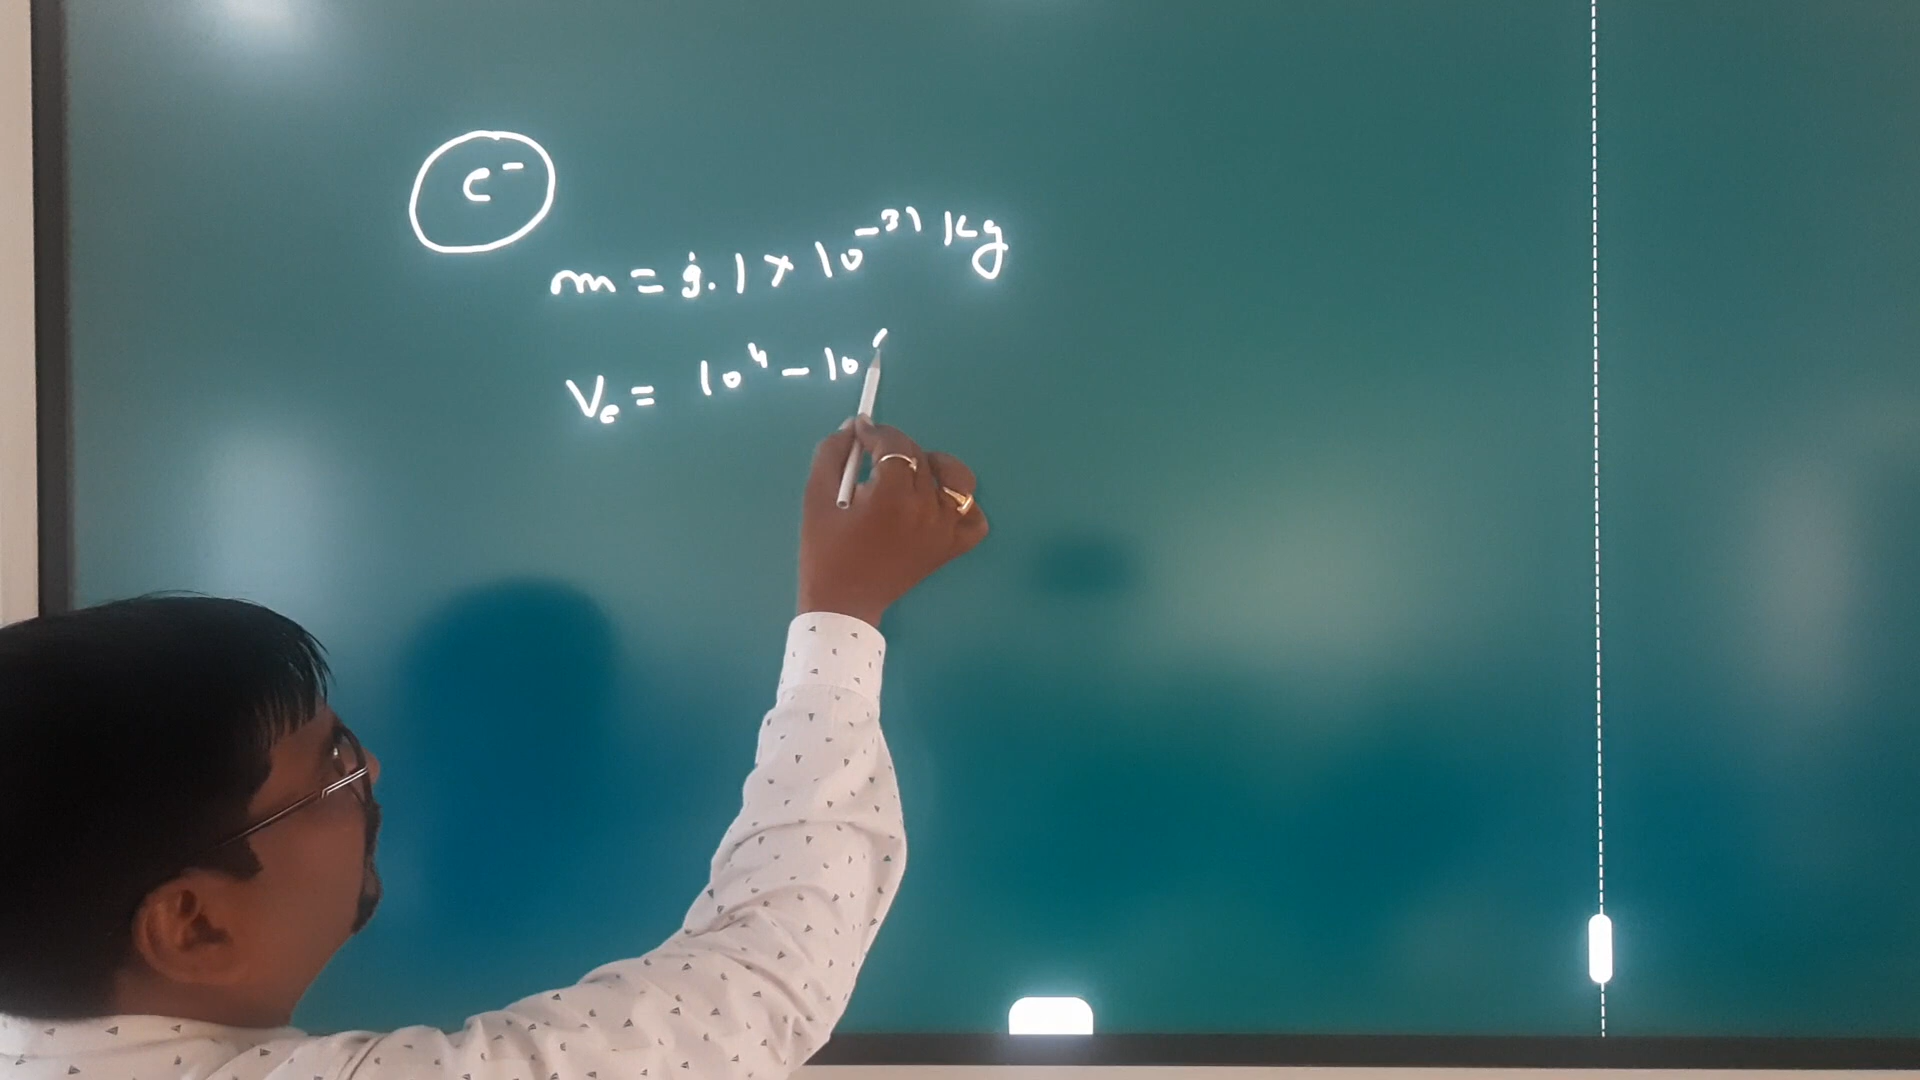 e⁻
m = 9.1 × 10⁻³¹ Kg
Vₑ = 10⁴ – 10